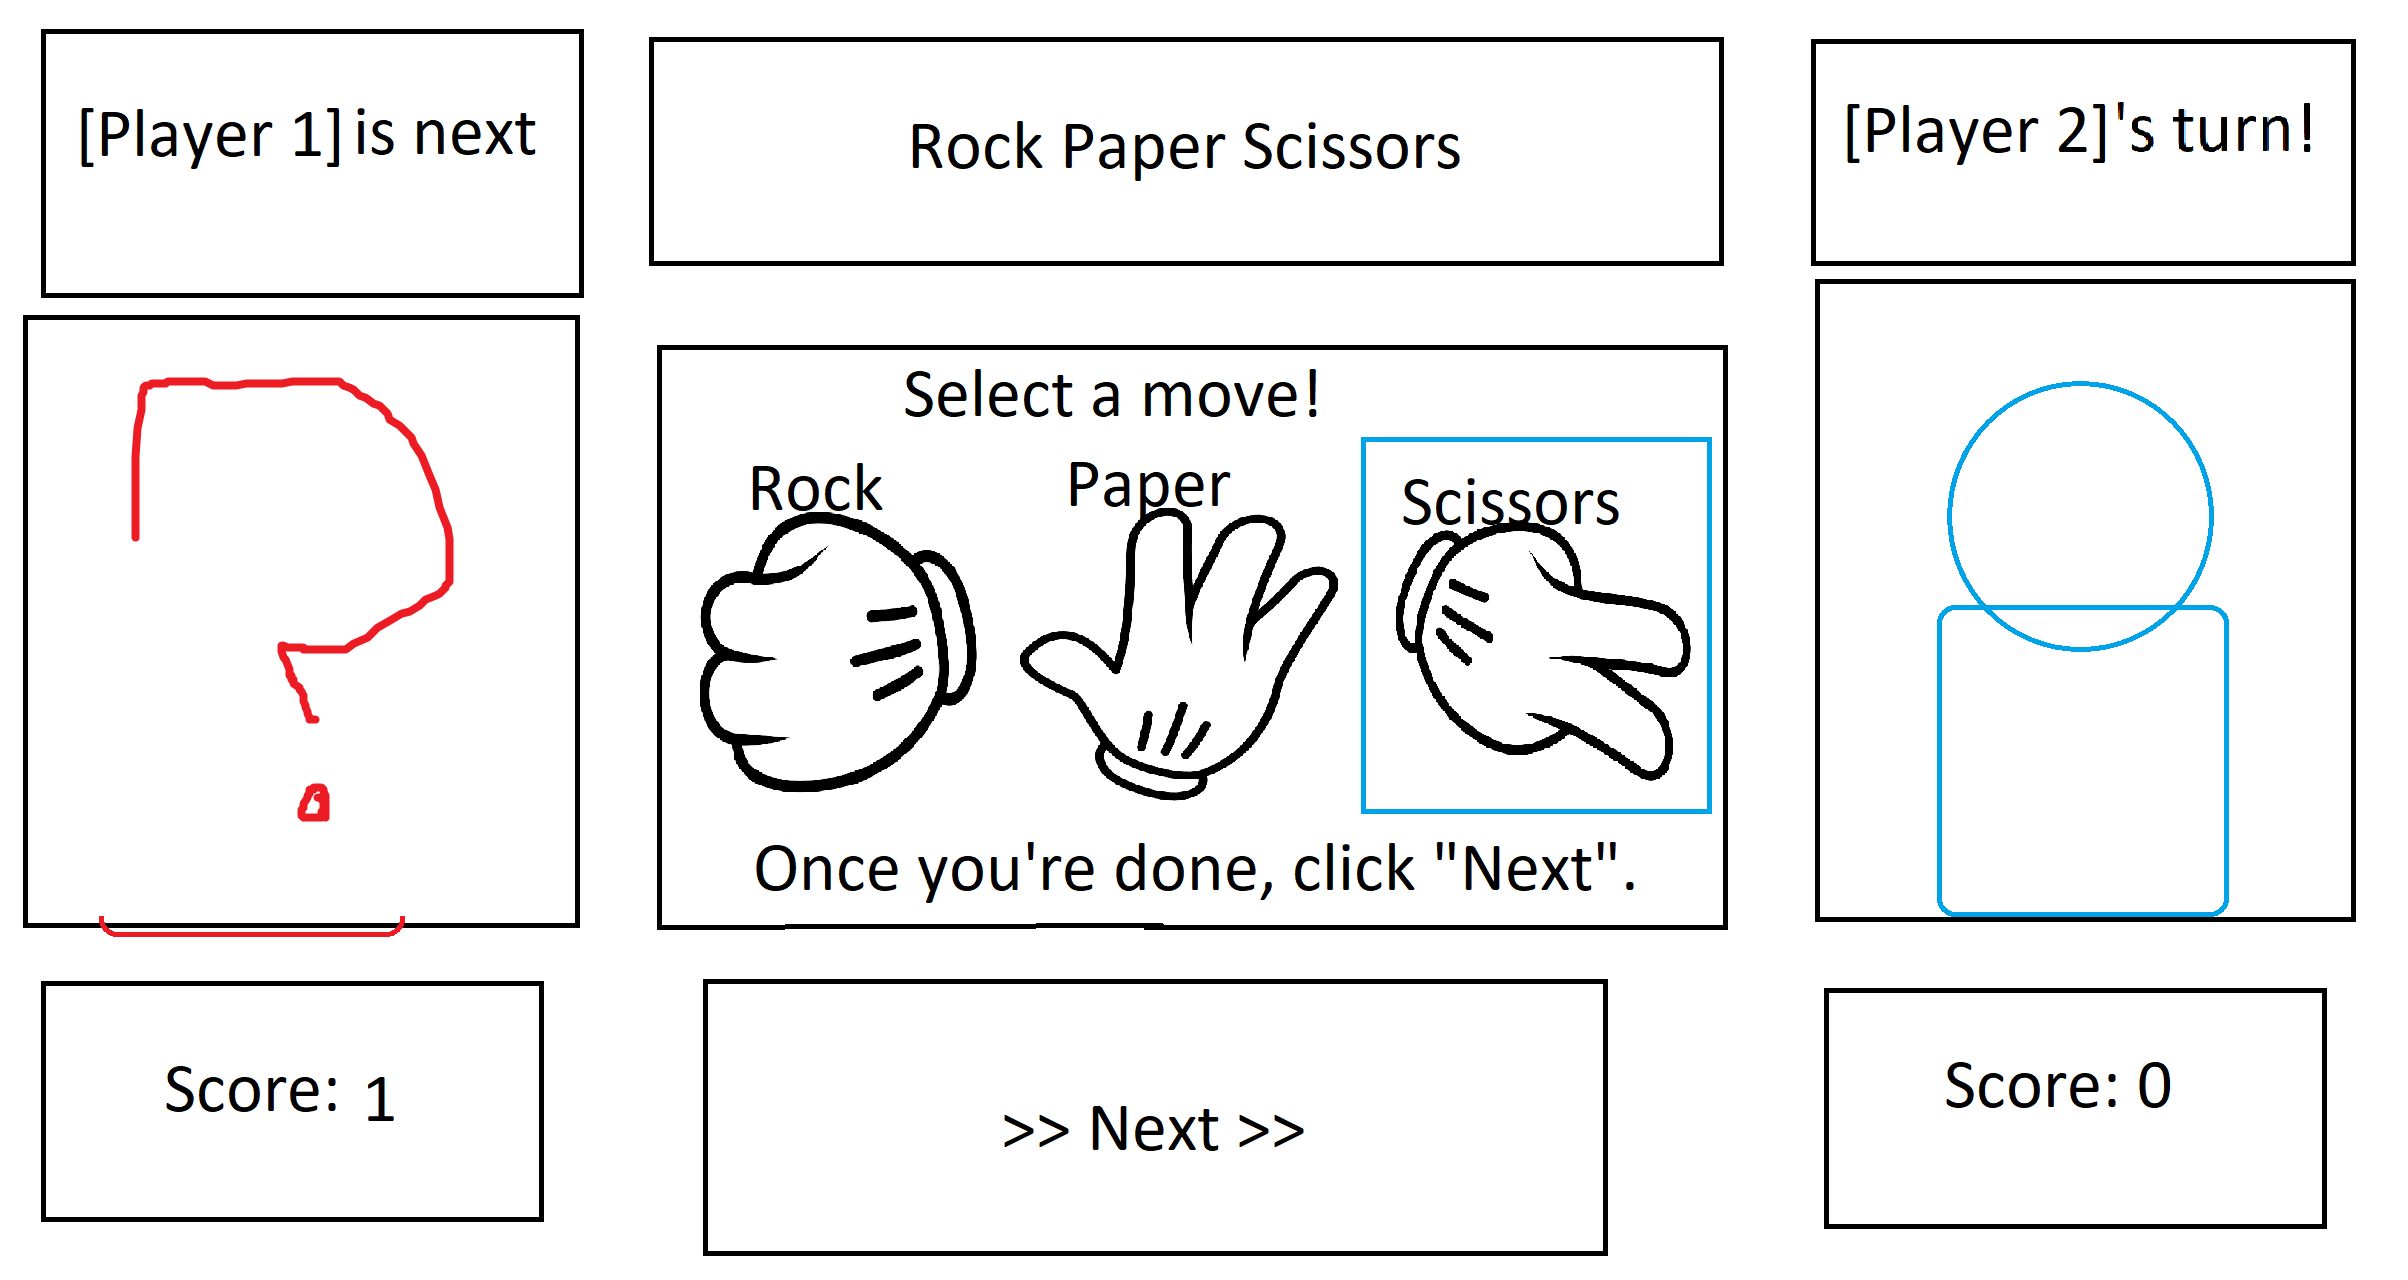 [Player 1] is next
Rock Paper Scissors
[Player 2]'s turn!
Select a move!
Rock
Paper
Scissors
Once you're done, click "Next".
Score: 1
>> Next >>
Score: 0